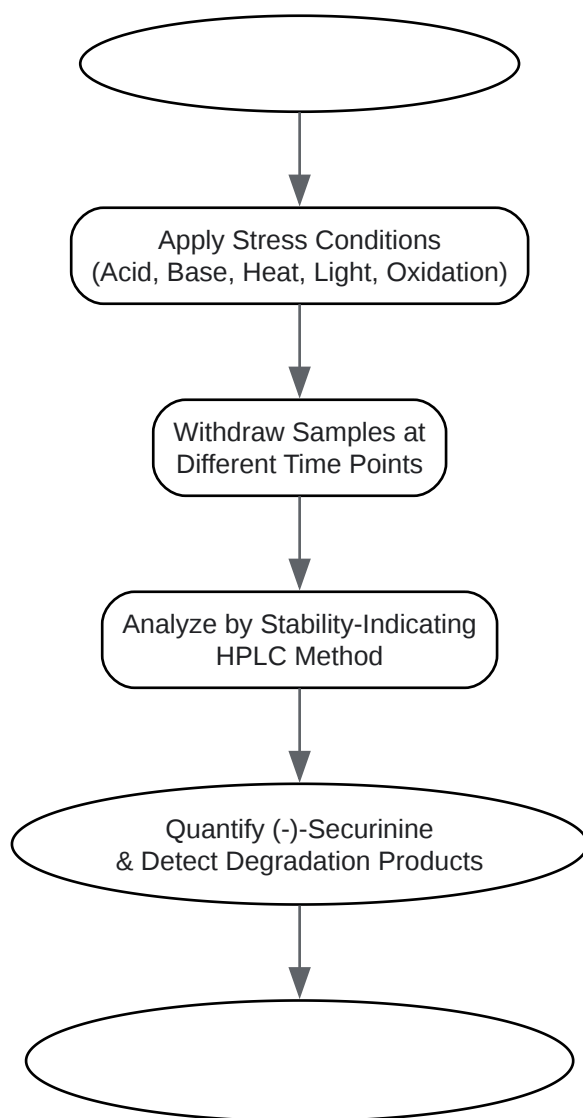 Apply Stress Conditions
(Acid, Base, Heat, Light, Oxidation)
Withdraw Samples at
Different Time Points
Analyze by Stability-Indicating
HPLC Method
Quantify (-)-Securinine
& Detect Degradation Products